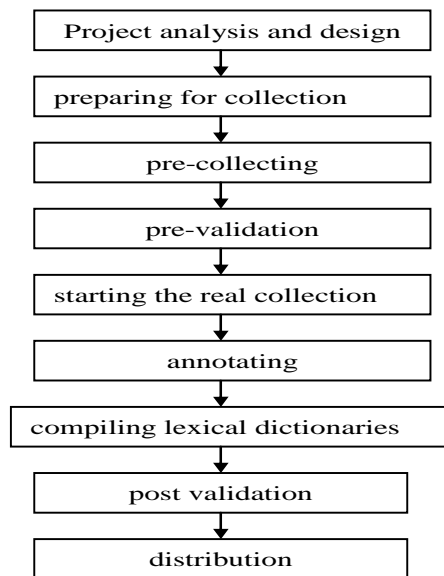 Project analysis and design
preparing for collection
pre-collecting
pre-validation
starting the real collection
annotating
compiling lexical dictionaries
post validation
distribution